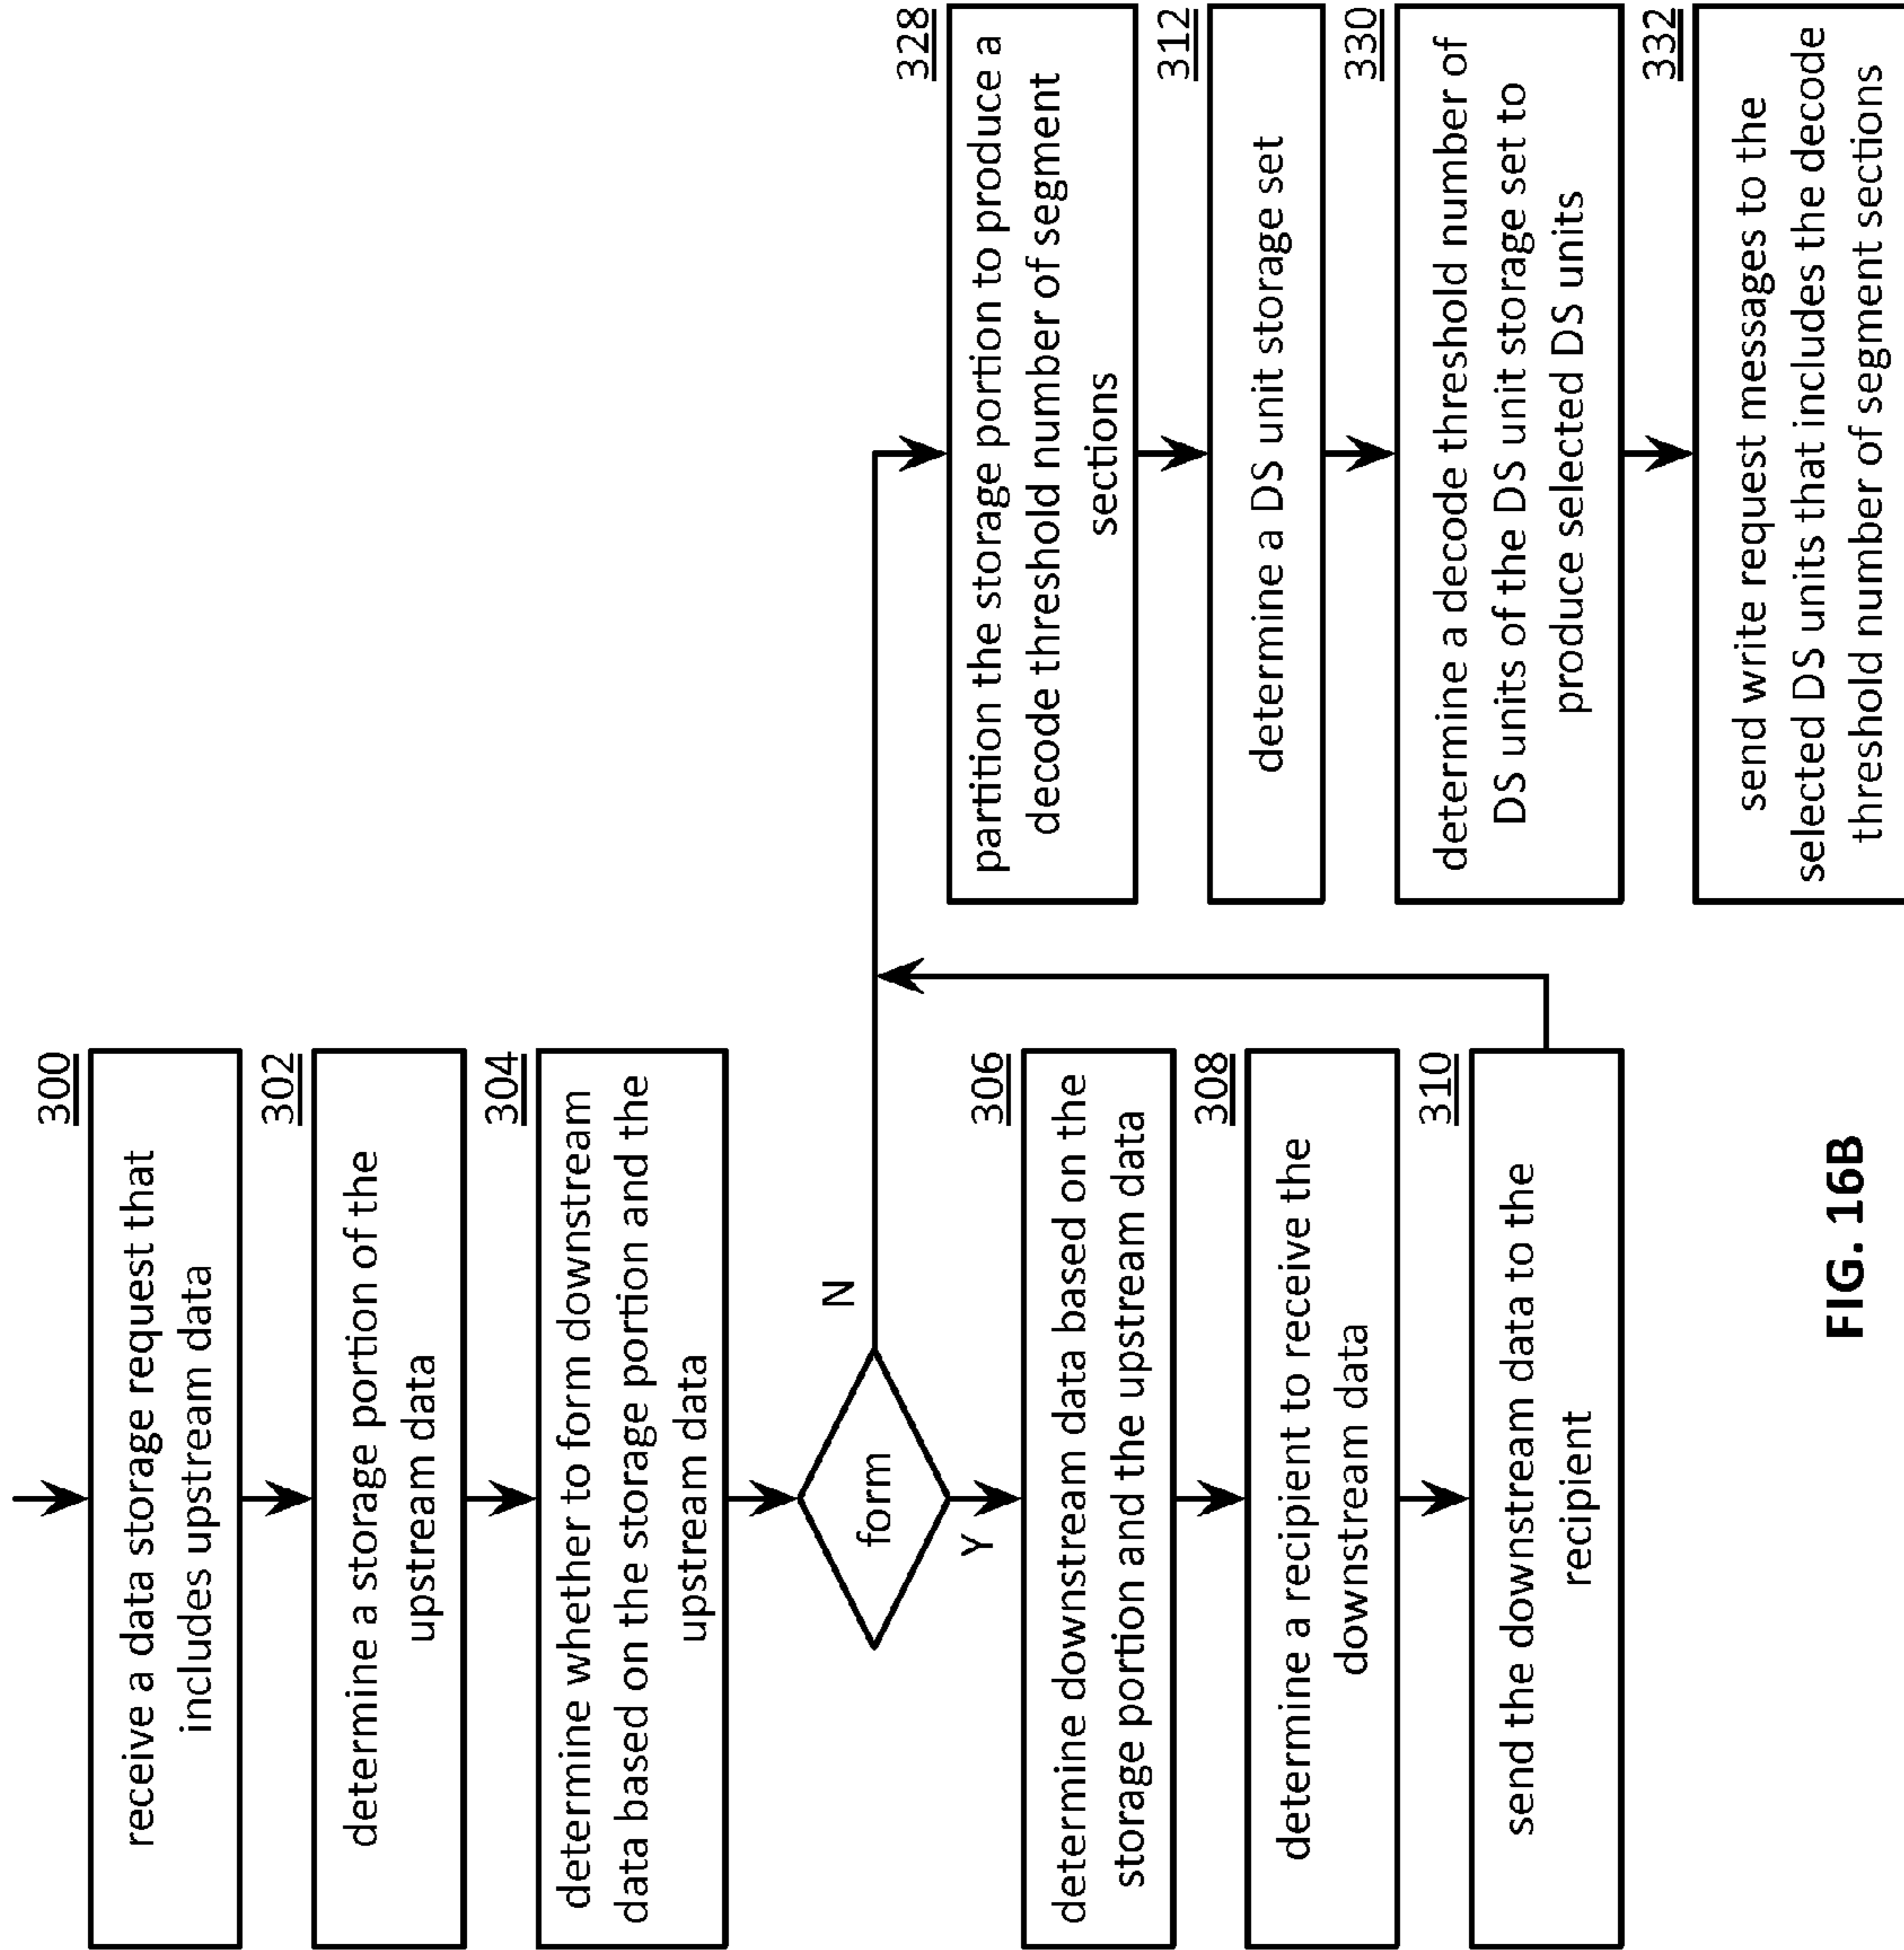 300
receive a data storage request that
includes upstream data
302
determine a storage portion of the
upstream data
304
determine whether to form downstream
data based on the storage portion and the
upstream data
form
N
Y
306
determine downstream data based on the
storage portion and the upstream data
308
determine a recipient to receive the
downstream data
310
send the downstream data to the
recipient
328
partition the storage portion to produce a
decode threshold number of segment
sections
312
determine a DS unit storage set
330
determine a decode threshold number of
DS units of the DS unit storage set to
produce selected DS units
332
send write request messages to the
selected DS units that includes the decode
threshold number of segment sections
FIG. 16B